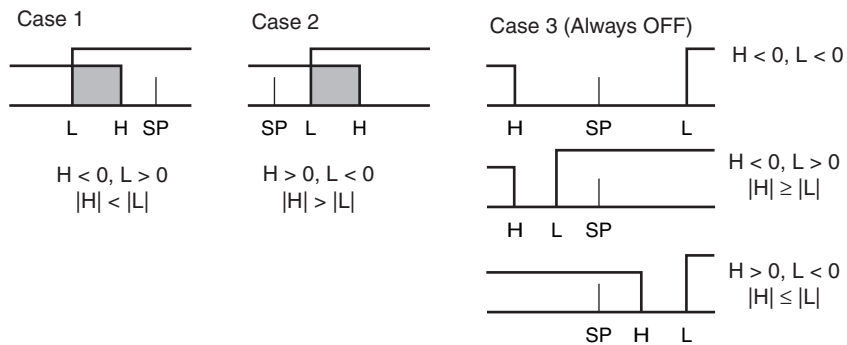 Case 1
L H SP
H < 0, L > 0
|H| < |L|
Case 2
SP L H
H > 0, L < 0
|H| > |L|
Case 3 (Always OFF)
H < 0, L < 0
H SP L
H < 0, L > 0
|H| ≥ |L|
H L SP
H > 0, L < 0
|H| ≤ |L|
SP H L